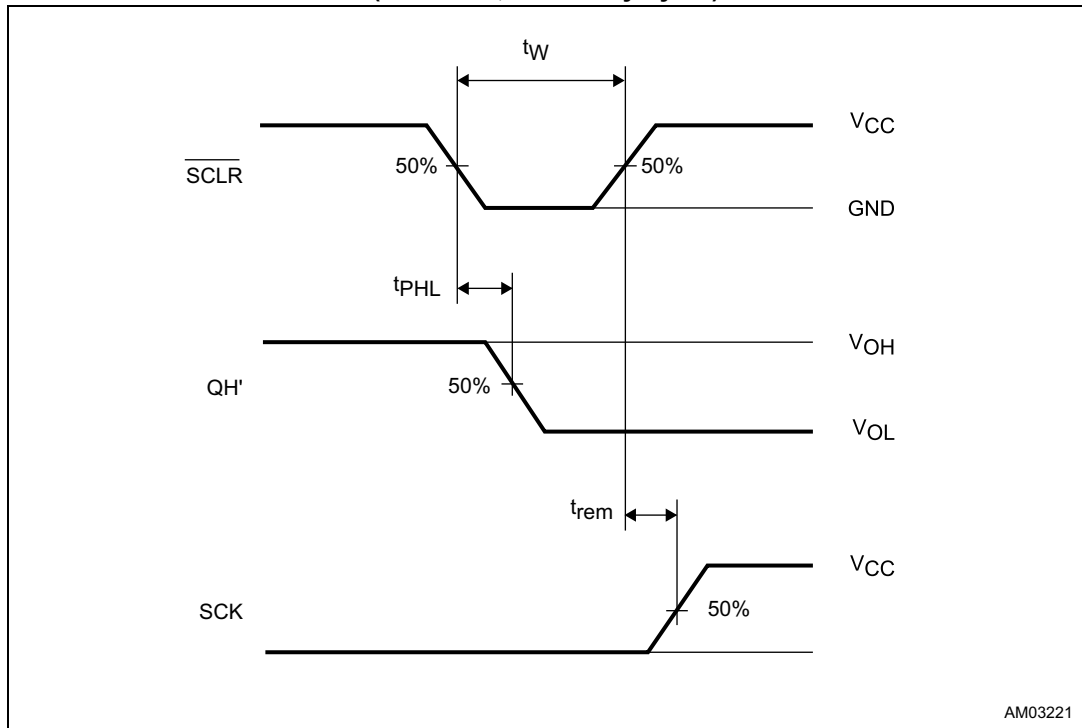 tW
VCC
SCLR
50%
50%
GND
tPHL
VOH
QH'
50%
VOL
trem
VCC
SCK
50%
AM03221